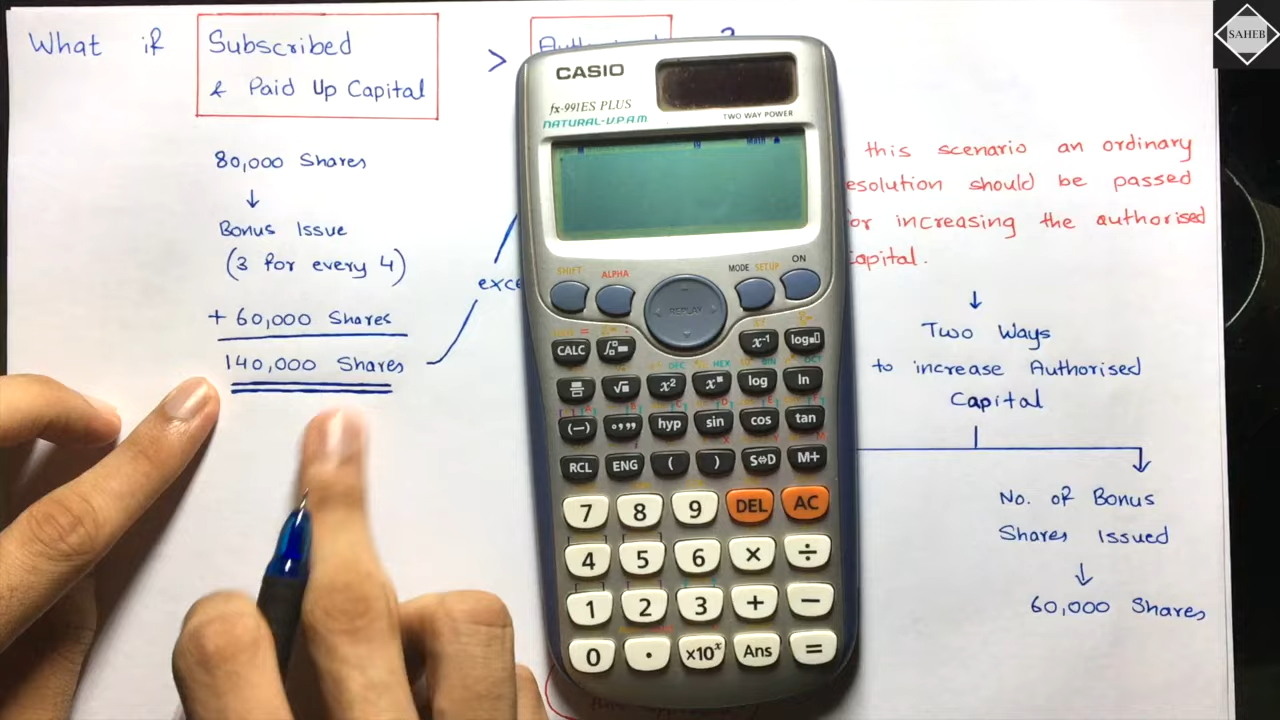 What if
Subscribed
& Paid Up Capital
>
?
SAHEB
80,000 Shares
↓
Bonus Issue
(3 for every 4)
+ 60,000 Shares
140,000 Shares
this scenario an ordinary
should be passed
increasing the authorised
↓
Two Ways
to increase Authorised
Capital
No. of Bonus
Shares Issued
↓
60,000 Shares
CASIO
fx-991ES PLUS
NATURAL-V.P.A.M.
TWO WAY POWER
Math
SHIFT ALPHA MODE SETUP ON
REPLAY
CALC x⁻¹ log
√ x² log ln
(−) hyp sin cos tan
RCL ENG ( ) S⇔D M+
7 8 9 DEL AC
4 5 6 × ÷
1 2 3 + −
0 . ×10ˣ Ans =